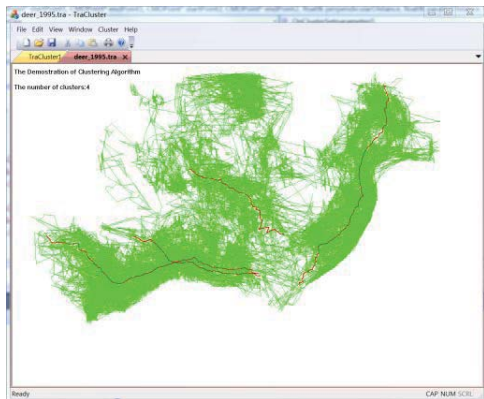 deer_1995.tra - TraCluster
File Edit View Window Cluster Help
TraCluster1 deer_1995.tra X
The Demostration of Clustering Algorithm
The number of clusters:4
Ready CAP NUM SCRL